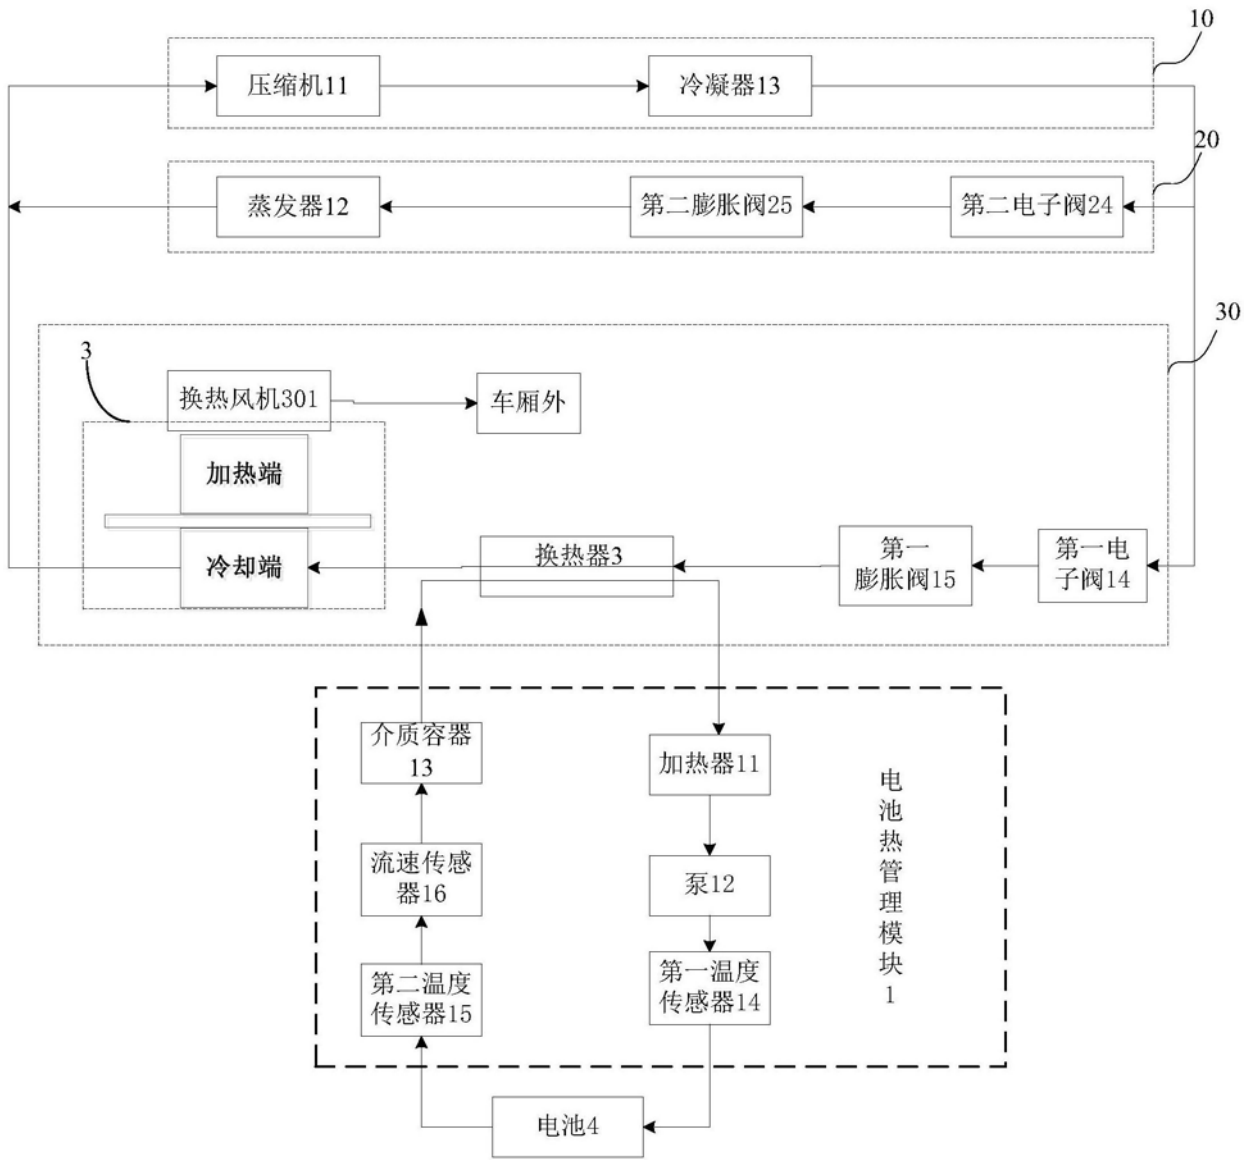 10
压缩机11
冷凝器13
20
蒸发器12
第二膨胀阀25
第二电子阀24
30
3
换热风机301
车厢外
加热端
冷却端
换热器3
第一
膨胀阀15
第一电
子阀14
介质容器
13
加热器11
流速传感
器16
泵12
第二温度
传感器15
第一温度
传感器14
电
池
热
管
理
模
块
1
电池4